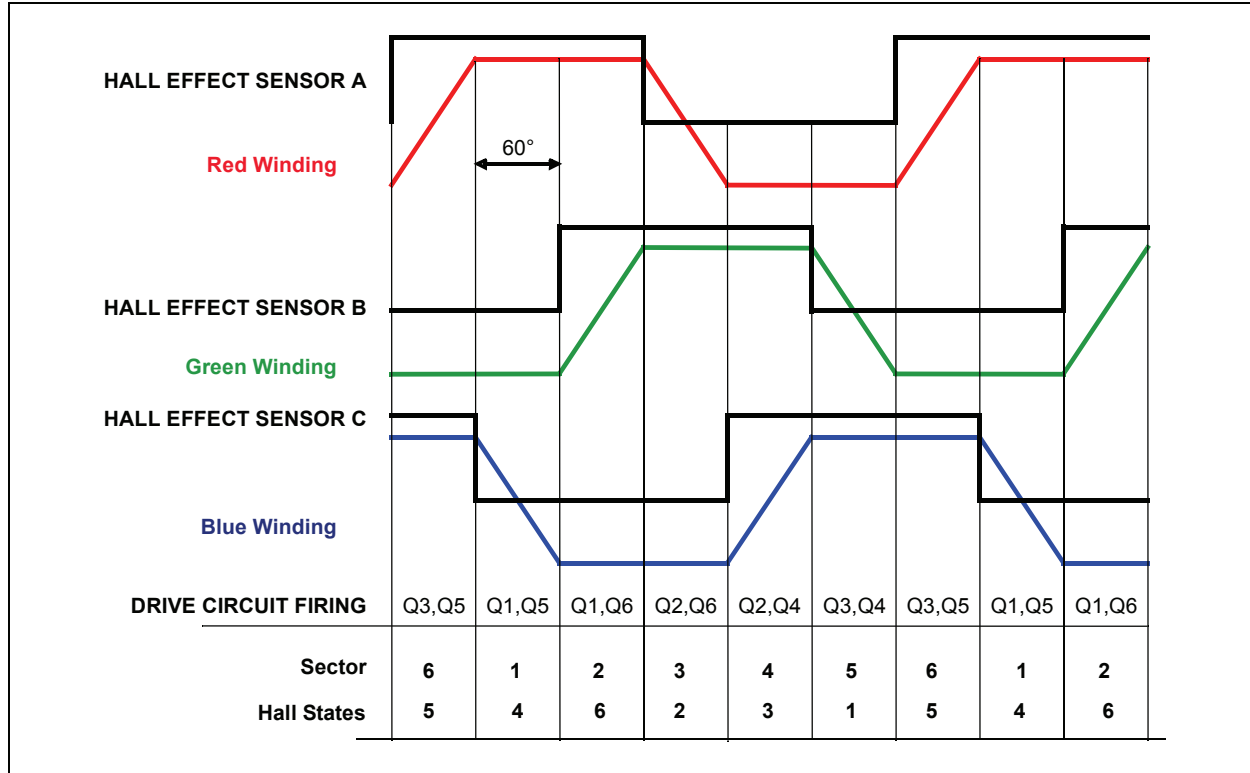 HALL EFFECT SENSOR A
60°
Red Winding
HALL EFFECT SENSOR B
Green Winding
HALL EFFECT SENSOR C
Blue Winding
DRIVE CIRCUIT FIRING Q3,Q5 Q1,Q5 Q1,Q6 Q2,Q6 Q2,Q4 Q3,Q4 Q3,Q5 Q1,Q5 Q1,Q6
Sector 6 1 2 3 4 5 6 1 2
Hall States 5 4 6 2 3 1 5 4 6